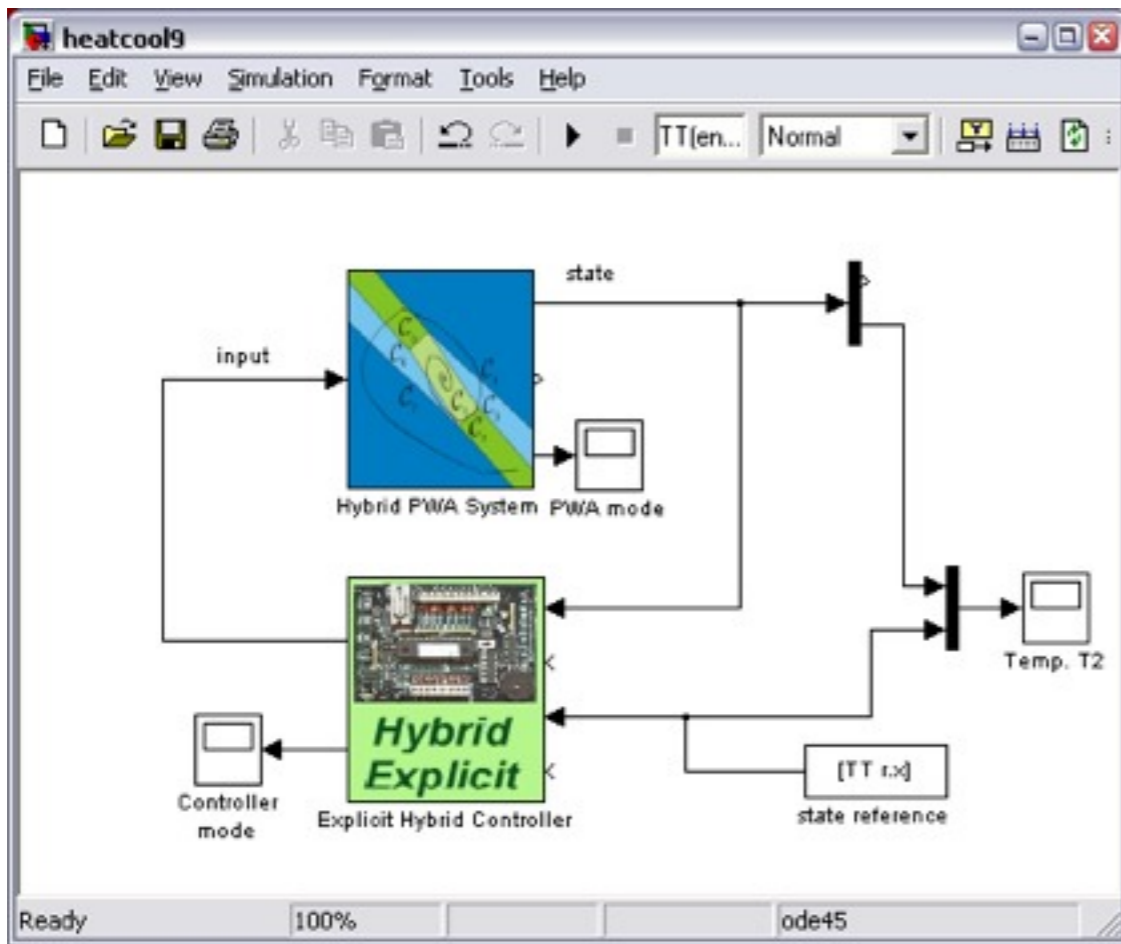 heatcool9
File Edit View Simulation Format Tools Help
TT(en... Normal
state
input
Hybrid PWA System
PWA mode
Temp. T2
Hybrid
Explicit
[TT r.x]
Controller
mode
Explicit Hybrid Controller
state reference
Ready 100% ode45